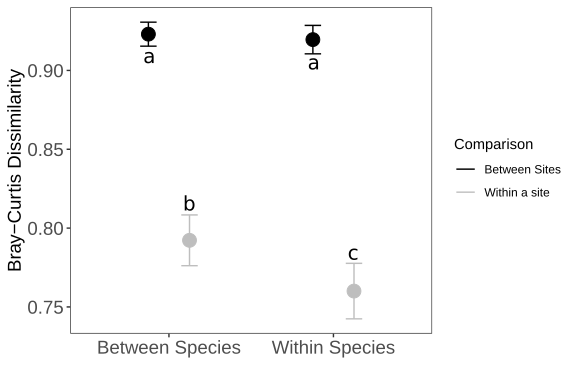 Bray−Curtis Dissimilarity
0.90
0.85
0.80
0.75
a
a
b
c
Between Species
Within Species
Comparison
Between Sites
Within a site